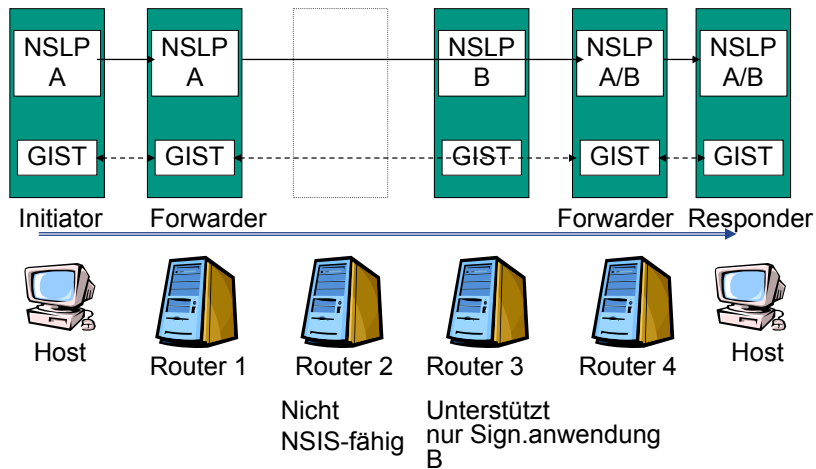 NSLP
A
NSLP
A
NSLP
B
NSLP
A/B
NSLP
A/B
GIST
GIST
GIST
GIST
GIST
Initiator
Forwarder
Forwarder
Responder
Host
Router 1
Router 2
Router 3
Router 4
Host
Nicht
NSIS-fähig
Unterstützt
nur Sign.anwendung
B